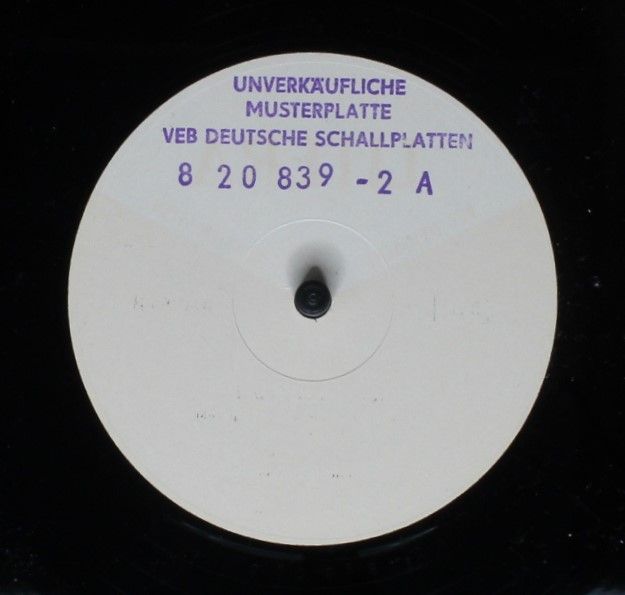 UNVERKÄUFLICHE
MUSTERPLATTE
VEB DEUTSCHE SCHALLPLATTEN
8 20 839 -2 A